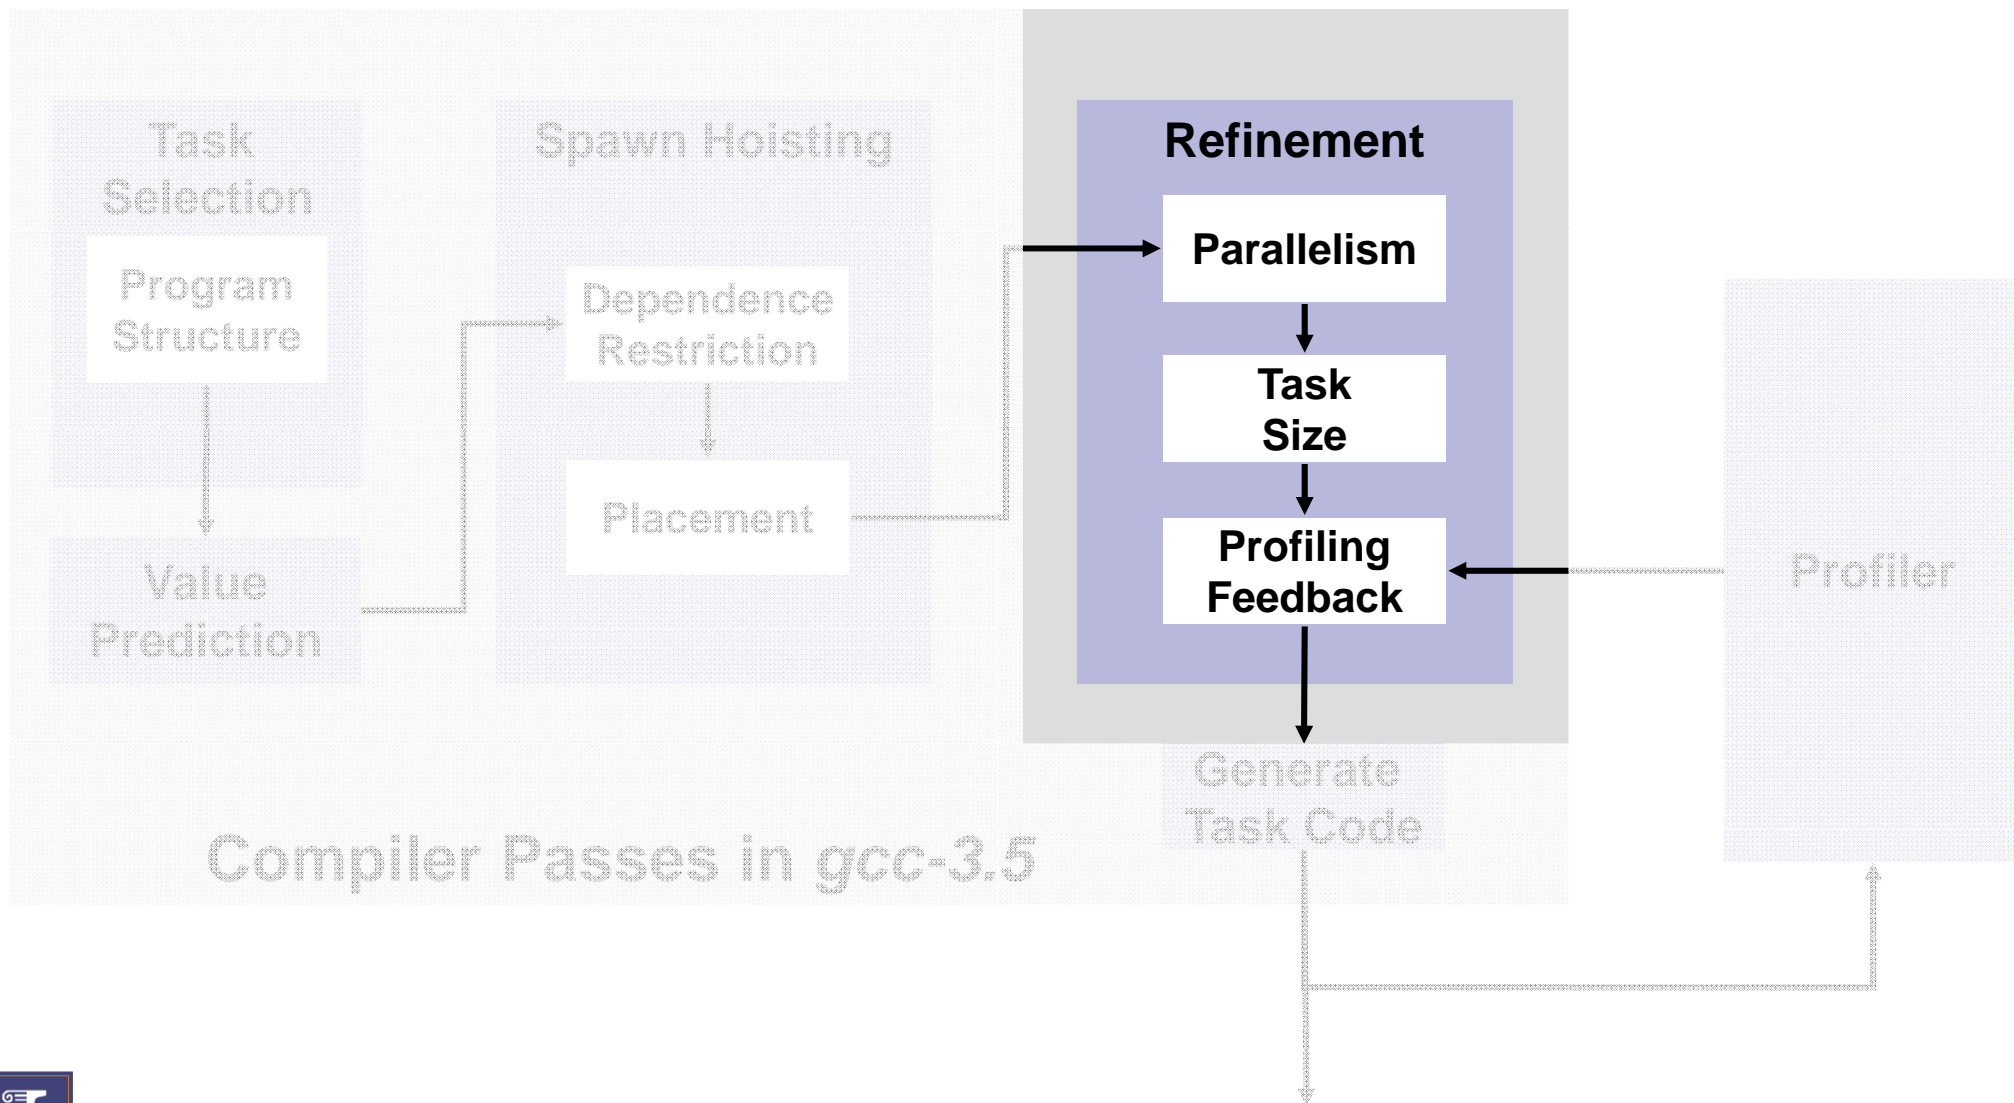 Task
Selection
Program
Structure
Value
Prediction
Spawn Hoisting
Dependence
Restriction
Placement
Refinement
Parallelism
Task
Size
Profiling
Feedback
Generate
Task Code
Profiler
Compiler Passes in gcc-3.5